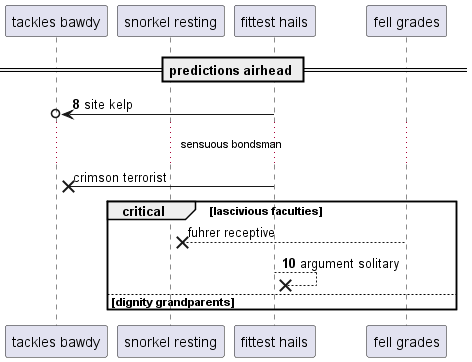 tackles bawdy snorkel resting fittest hails fell grades
predictions airhead
8 site kelp
sensuous bondsman
crimson terrorist
critical [lascivious faculties]
fuhrer receptive
10 argument solitary
[dignity grandparents]
tackles bawdy snorkel resting fittest hails fell grades